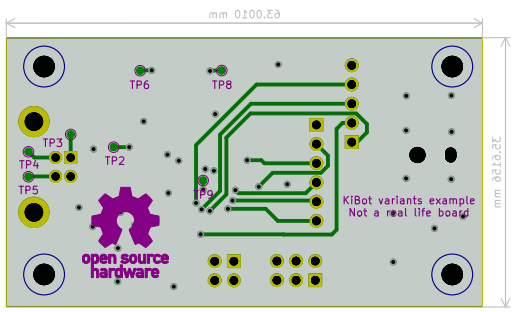 63.0010 mm
TP6
TP8
TP3
TP2
TP4
TP5
TP9
35.6156 mm
KiBot variants example
Not a real life board
open source
hardware